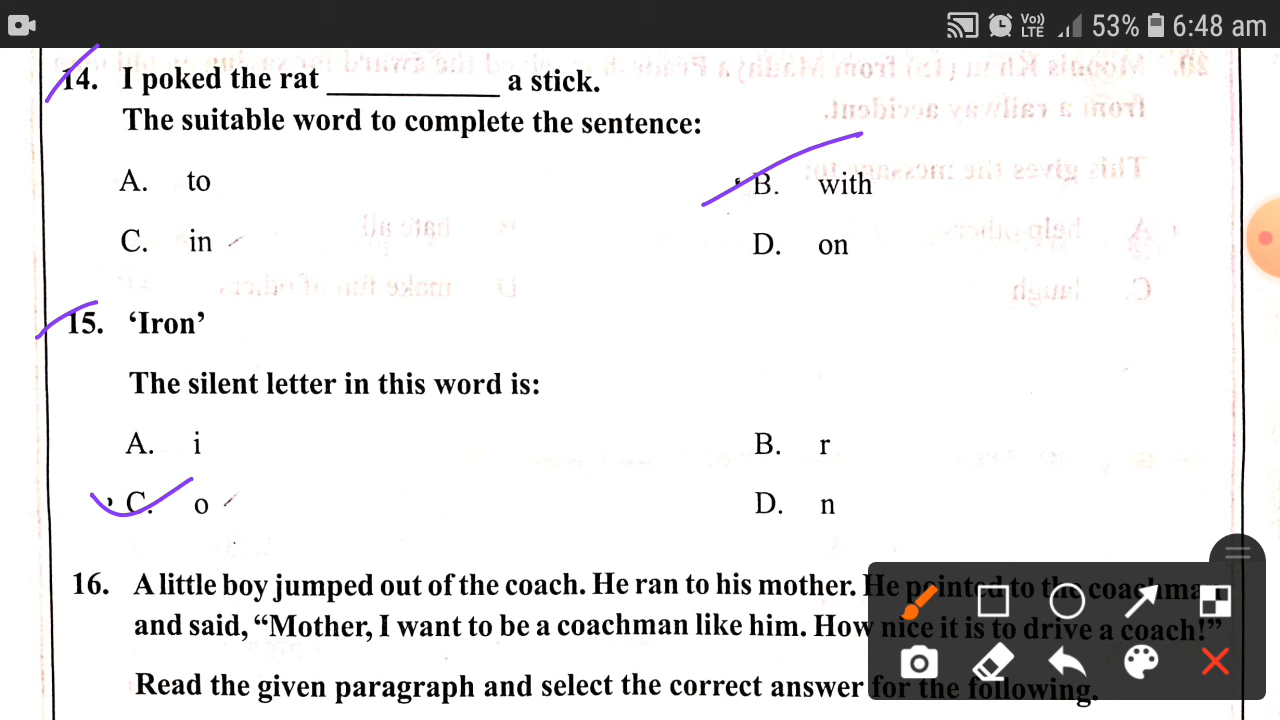 Vo)) LTE 53% 6:48 am
14. I poked the rat __________ a stick.
The suitable word to complete the sentence:
A. to B. with
C. in D. on
15. ‘Iron’
The silent letter in this word is:
A. i B. r
C. o D. n
16. A little boy jumped out of the coach. He ran to his mother. He pointed to the coachma
and said, “Mother, I want to be a coachman like him. How nice it is to drive a coach!”
Read the given paragraph and select the correct answer for the following.